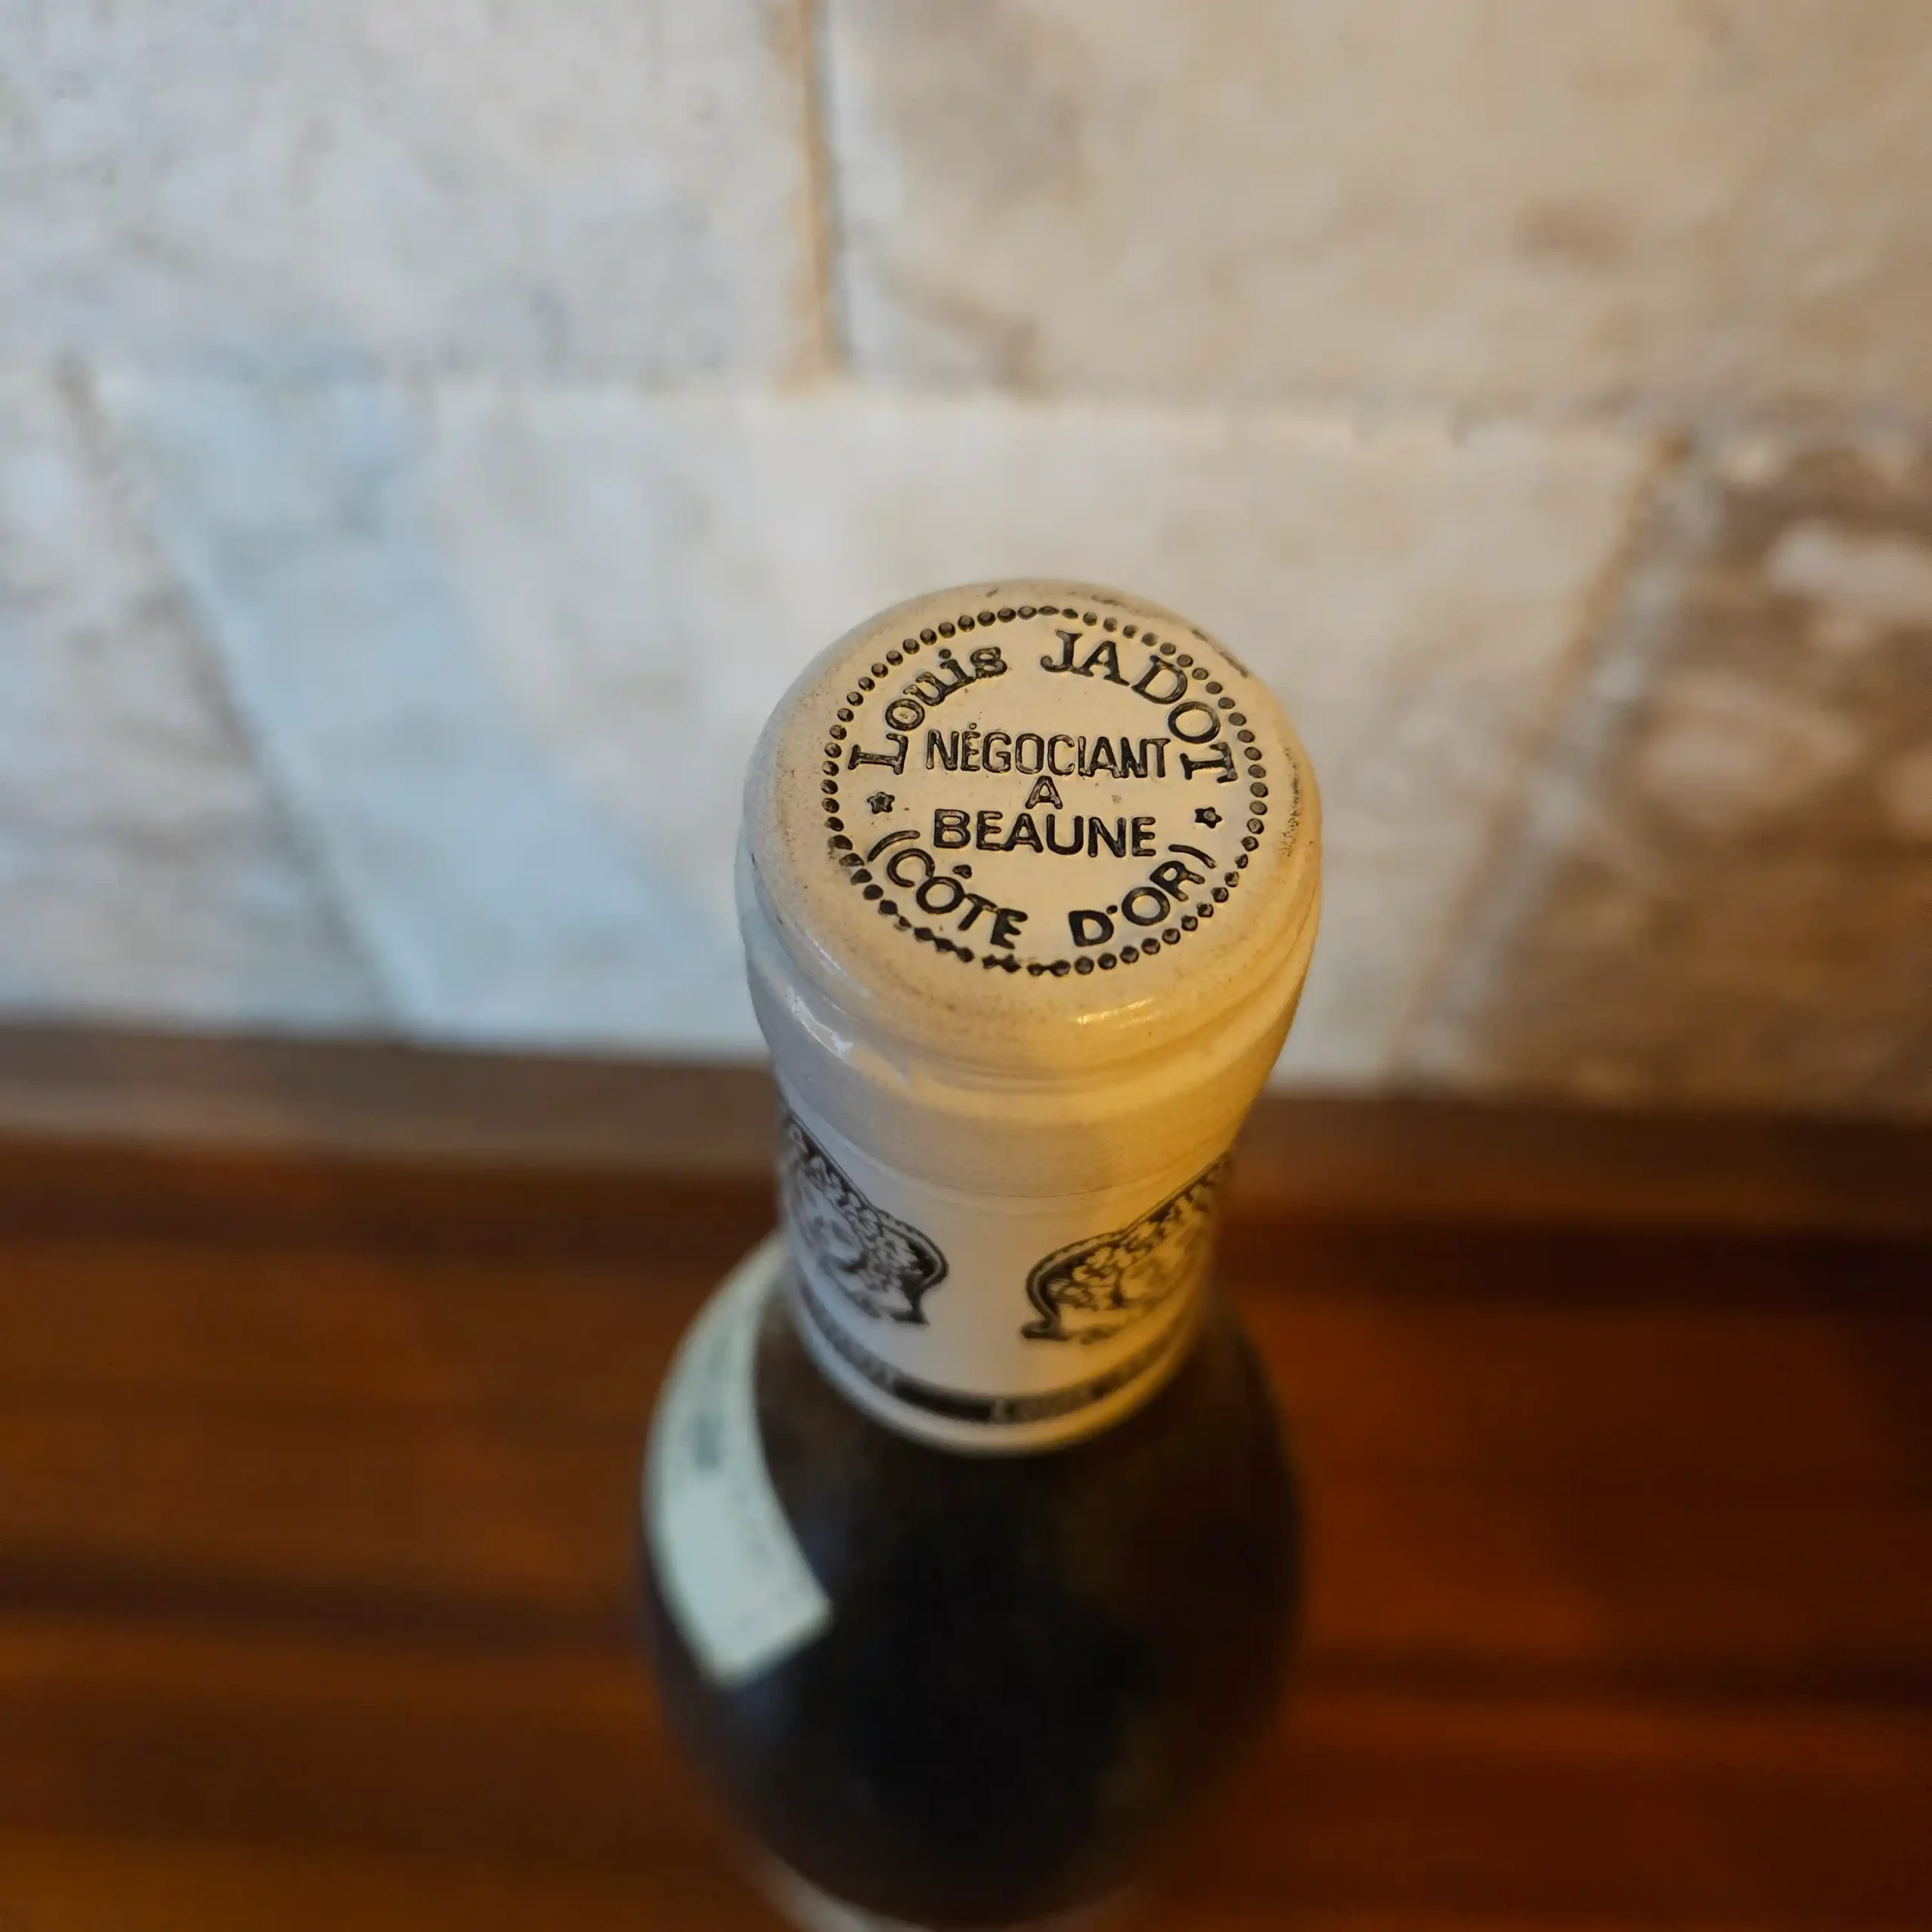 Louis JADOT
NÉGOCIANT
A
BEAUNE
(CÔTE D'OR)